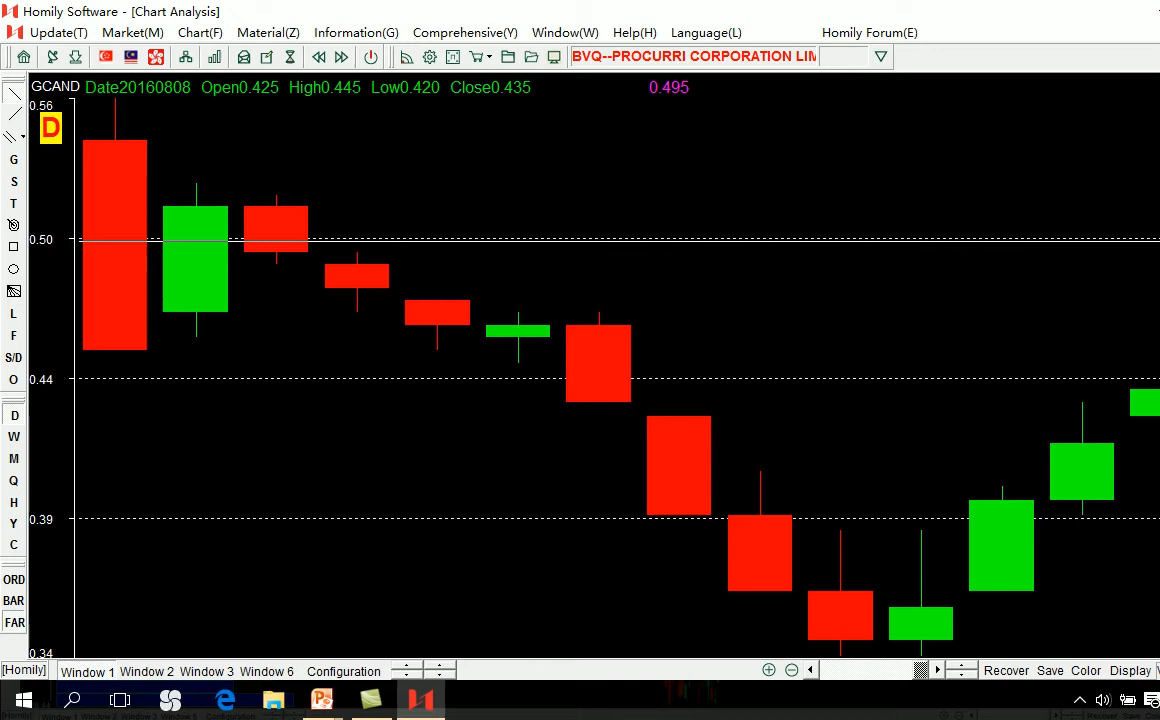 Homily Software - [Chart Analysis]
Update(T) Market(M) Chart(F) Material(Z) Information(G) Comprehensive(Y) Window(W) Help(H) Language(L) Homily Forum(E)
BVQ--PROCURRI CORPORATION LIM
GCAND Date20160808 Open0.425 High0.445 Low0.420 Close0.435 0.495
0.56
D
G
S
T
0.50
L
F
S/D
O
0.44
D
W
M
Q
H
0.39
Y
C
ORD
BAR
FAR
0.34
[Homily] Window 1 Window 2 Window 3 Window 6 Configuration Recover Save Color Display